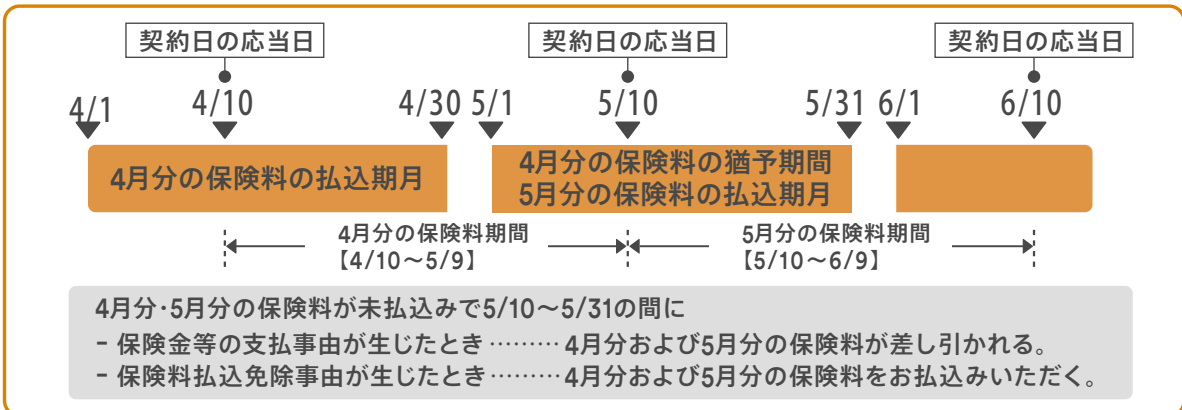 契約日の応当日 契約日の応当日 契約日の応当日
4/1 4/10 4/30 5/1 5/10 5/31 6/1 6/10
4月分の保険料の払込期月
4月分の保険料の猶予期間
5月分の保険料の払込期月
4月分の保険料期間
【4/10～5/9】
5月分の保険料期間
【5/10～6/9】
4月分・5月分の保険料が未払込みで5/10～5/31の間に
- 保険金等の支払事由が生じたとき ……… 4月分および5月分の保険料が差し引かれる。
- 保険料払込免除事由が生じたとき ……… 4月分および5月分の保険料をお払込みいただく。